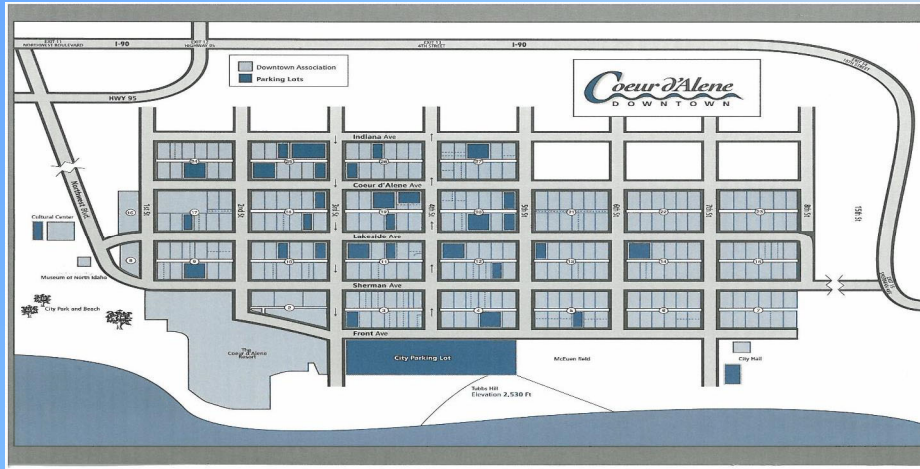 EXIT 11
NORTHWEST BOULEVARD
I-90
EXIT 12
HIGHWAY 95
EXIT 13
4TH STREET
I-90
15TH STREET
Downtown Association
Parking Lots
Coeur d'Alene
DOWNTOWN
HWY 95
Indiana Ave
Coeur d'Alene Ave
Northwest Blvd.
1st St
2nd St
3rd St
4th St
5th St
6th St
7th St
8th St
15th St
Cultural Center
Lakeside Ave
Museum of North Idaho
Sherman Ave
City Park and Beach
Front Ave
The
Coeur d'Alene
Resort
City Parking Lot
McEuen Field
City Hall
Tubbs Hill
Elevation 2,530 Ft